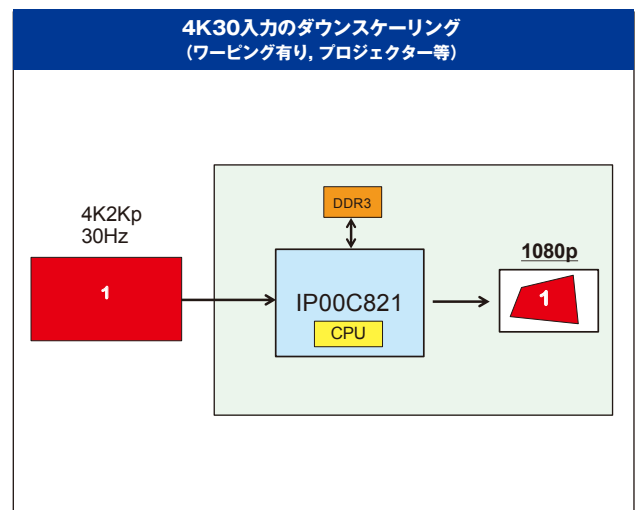 4K30入力のダウンスケーリング
(ワーピング有り, プロジェクター等)
4K2Kp
30Hz
1
DDR3
IP00C821
CPU
1080p
1